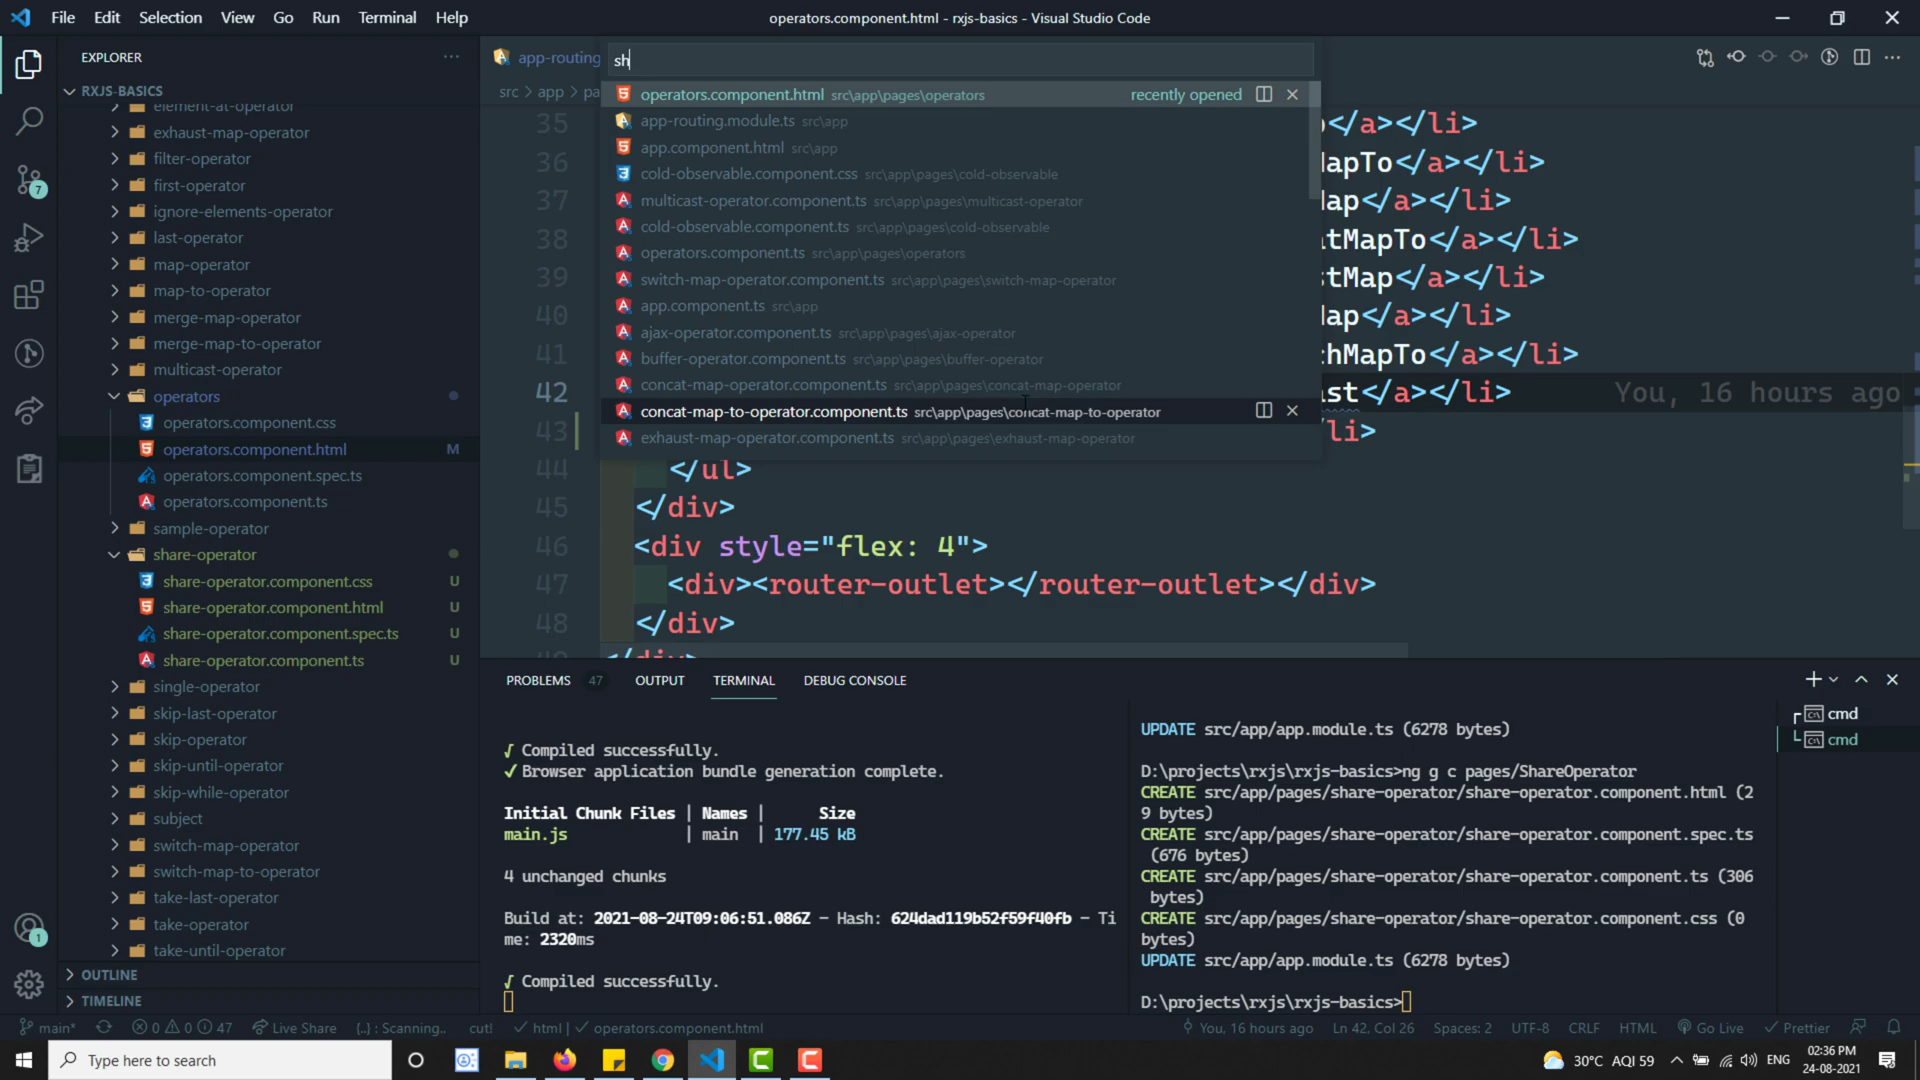 File Edit Selection View Go Run Terminal Help
operators.component.html - rxjs-basics - Visual Studio Code
EXPLORER
RXJS-BASICS
element-at-operator
exhaust-map-operator
filter-operator
first-operator
ignore-elements-operator
last-operator
map-operator
map-to-operator
merge-map-operator
merge-map-to-operator
multicast-operator
operators
operators.component.css
operators.component.html M
operators.component.spec.ts
operators.component.ts
sample-operator
share-operator
share-operator.component.css U
share-operator.component.html U
share-operator.component.spec.ts U
share-operator.component.ts U
single-operator
skip-last-operator
skip-operator
skip-until-operator
skip-while-operator
subject
switch-map-operator
switch-map-to-operator
take-last-operator
take-operator
take-until-operator
OUTLINE
TIMELINE
7
1
app-routing
src > app > pa
sh
operators.component.html src\app\pages\operators recently opened
app-routing.module.ts src\app
app.component.html src\app
cold-observable.component.css src\app\pages\cold-observable
multicast-operator.component.ts src\app\pages\multicast-operator
cold-observable.component.ts src\app\pages\cold-observable
operators.component.ts src\app\pages\operators
switch-map-operator.component.ts src\app\pages\switch-map-operator
app.component.ts src\app
ajax-operator.component.ts src\app\pages\ajax-operator
buffer-operator.component.ts src\app\pages\buffer-operator
concat-map-operator.component.ts src\app\pages\concat-map-operator
concat-map-to-operator.component.ts src\app\pages\concat-map-to-operator
exhaust-map-operator.component.ts src\app\pages\exhaust-map-operator
35 </a></li>
36 MapTo</a></li>
37 Map</a></li>
38 atMapTo</a></li>
39 stMap</a></li>
40 Map</a></li>
41 chMapTo</a></li>
42 ast</a></li> You, 16 hours ago
43 /li>
44 </ul>
45 </div>
46 <div style="flex: 4">
47 <div><router-outlet></router-outlet></div>
48 </div>
</div>
PROBLEMS 47 OUTPUT TERMINAL DEBUG CONSOLE
√ Compiled successfully.
✓ Browser application bundle generation complete.
Initial Chunk Files | Names | Size
main.js | main | 177.45 kB
4 unchanged chunks
Build at: 2021-08-24T09:06:51.086Z - Hash: 624dad119b52f59f40fb - Ti
me: 2320ms
√ Compiled successfully.
UPDATE src/app/app.module.ts (6278 bytes)
D:\projects\rxjs\rxjs-basics>ng g c pages/ShareOperator
CREATE src/app/pages/share-operator/share-operator.component.html (2
9 bytes)
CREATE src/app/pages/share-operator/share-operator.component.spec.ts
(676 bytes)
CREATE src/app/pages/share-operator/share-operator.component.ts (306
bytes)
CREATE src/app/pages/share-operator/share-operator.component.css (0
bytes)
UPDATE src/app/app.module.ts (6278 bytes)
D:\projects\rxjs\rxjs-basics>
cmd
cmd
main* 0 0 47 Live Share {..} : Scanning.. cut! html | operators.component.html You, 16 hours ago Ln 42, Col 26 Spaces: 2 UTF-8 CRLF HTML Go Live Prettier
Type here to search
30°C AQI 59 ENG
02:36 PM
24-08-2021